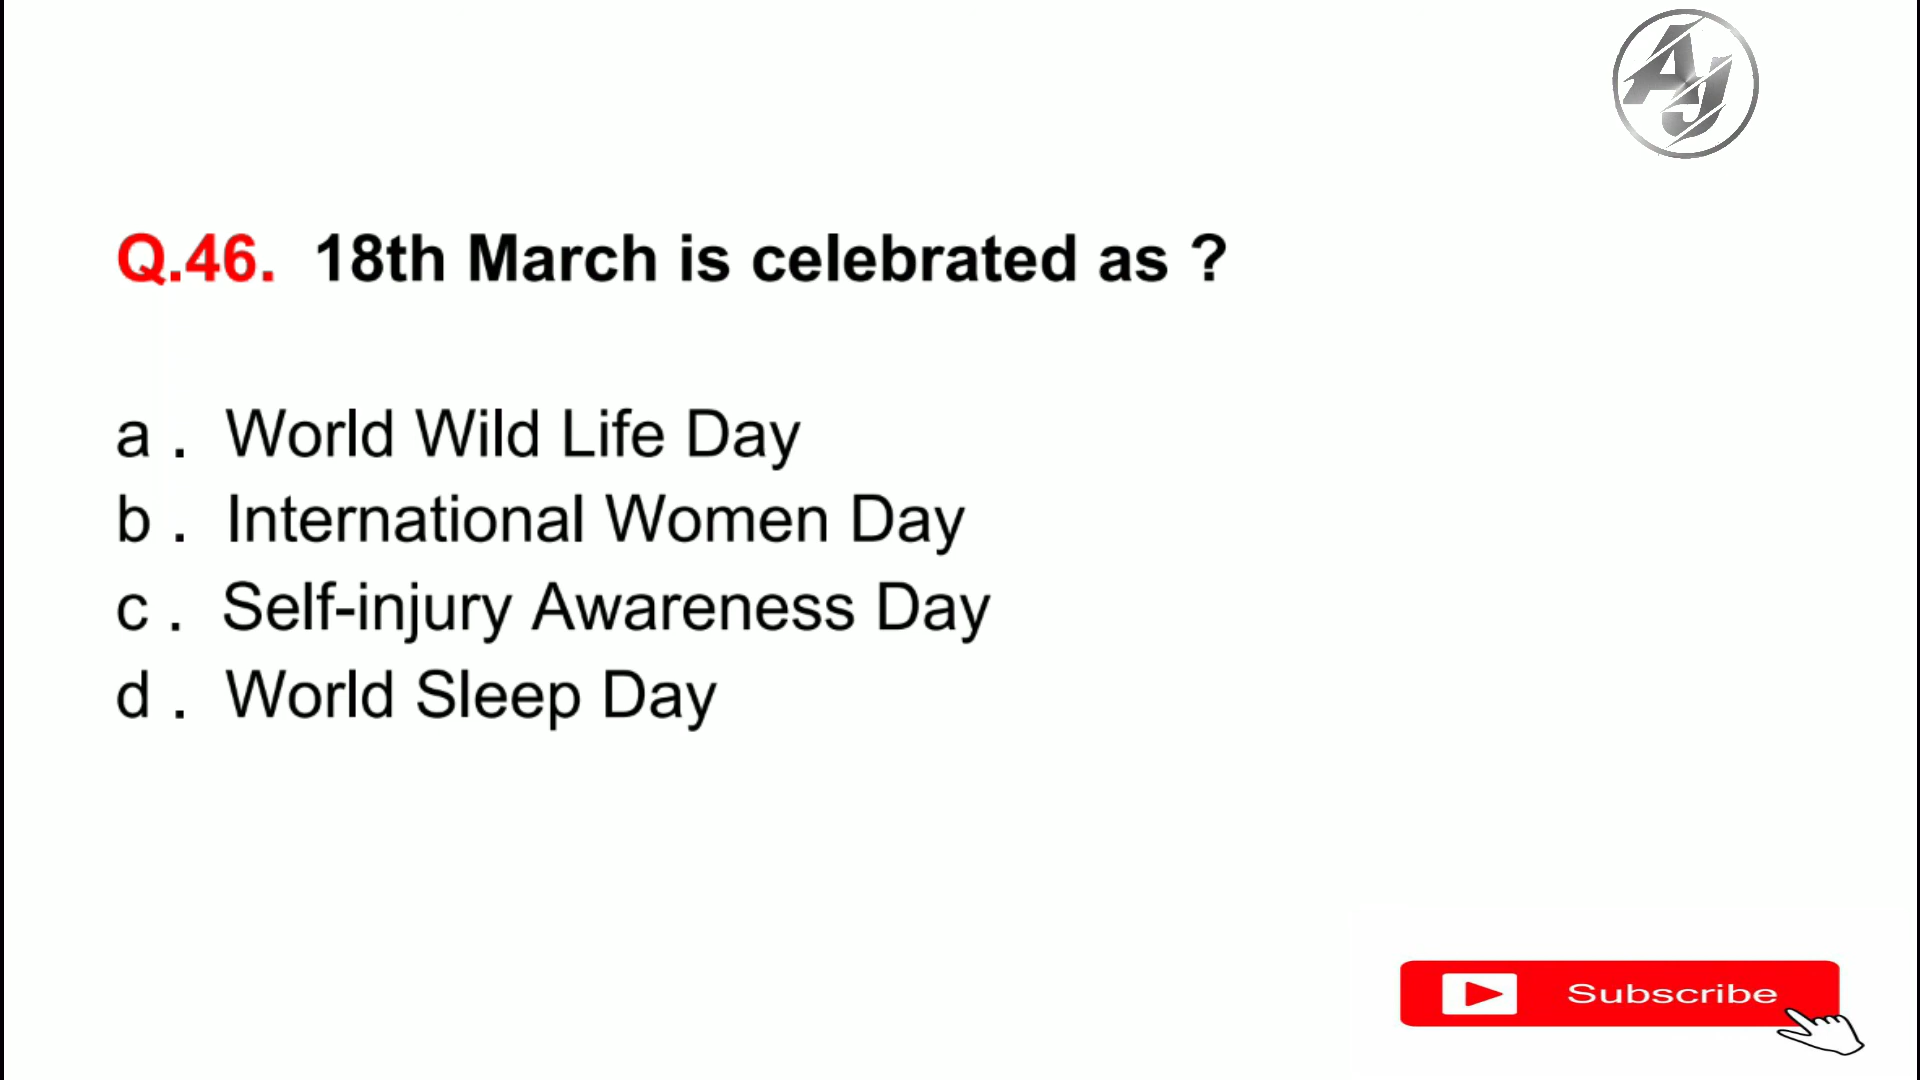 AJ
Q.46. 18th March is celebrated as ?
a . World Wild Life Day
b . International Women Day
c . Self-injury Awareness Day
d . World Sleep Day
Subscribe